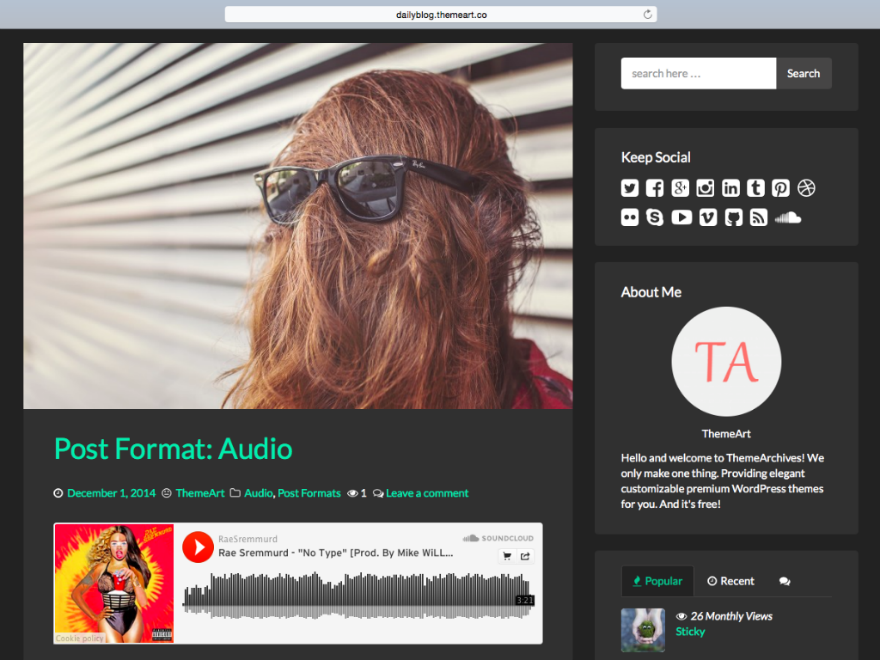 dailyblog.themeart.co
Ray-Ban
Post Format: Audio
December 1, 2014 ThemeArt Audio, Post Formats 1 Leave a comment
RaeSremmurd
SOUNDCLOUD
Rae Sremmurd - "No Type" [Prod. By Mike WiLL...
3:21
Cookie policy
search here ...
Search
Keep Social
About Me
TA
ThemeArt
Hello and welcome to ThemeArchives! We
only make one thing. Providing elegant
customizable premium WordPress themes
for you. And it's free!
Popular
Recent
26 Monthly Views
Sticky